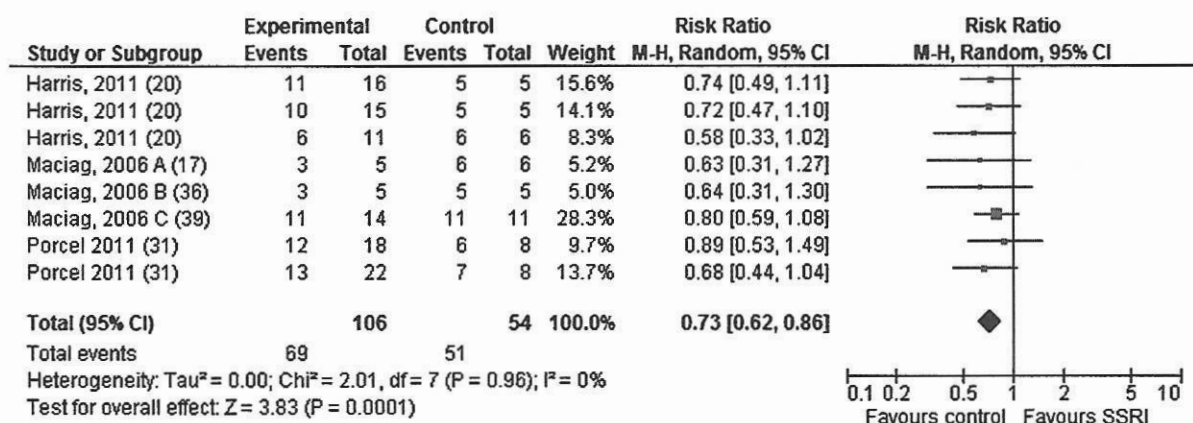 Experimental Control Risk Ratio Risk Ratio
Study or Subgroup Events Total Events Total Weight M-H, Random, 95% CI M-H, Random, 95% CI
Harris, 2011 (20) 11 16 5 5 15.6% 0.74 [0.49, 1.11]
Harris, 2011 (20) 10 15 5 5 14.1% 0.72 [0.47, 1.10]
Harris, 2011 (20) 6 11 6 6 8.3% 0.58 [0.33, 1.02]
Maciag, 2006 A (17) 3 5 6 6 5.2% 0.63 [0.31, 1.27]
Maciag, 2006 B (36) 3 5 5 5 5.0% 0.64 [0.31, 1.30]
Maciag, 2006 C (39) 11 14 11 11 28.3% 0.80 [0.59, 1.08]
Porcel 2011 (31) 12 18 6 8 9.7% 0.89 [0.53, 1.49]
Porcel 2011 (31) 13 22 7 8 13.7% 0.68 [0.44, 1.04]
Total (95% CI) 106 54 100.0% 0.73 [0.62, 0.86]
Total events 69 51
Heterogeneity: Tau² = 0.00; Chi² = 2.01, df = 7 (P = 0.96); I² = 0%
Test for overall effect: Z = 3.83 (P = 0.0001)
0.1 0.2 0.5 1 2 5 10
Favours control Favours SSRI